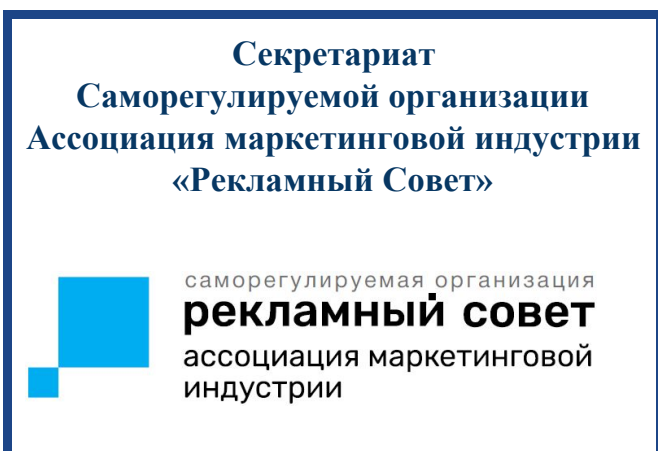 Секретариат
Саморегулируемой организации
Ассоциация маркетинговой индустрии
«Рекламный Совет»
саморегулируемая организация
рекламный совет
ассоциация маркетинговой
индустрии